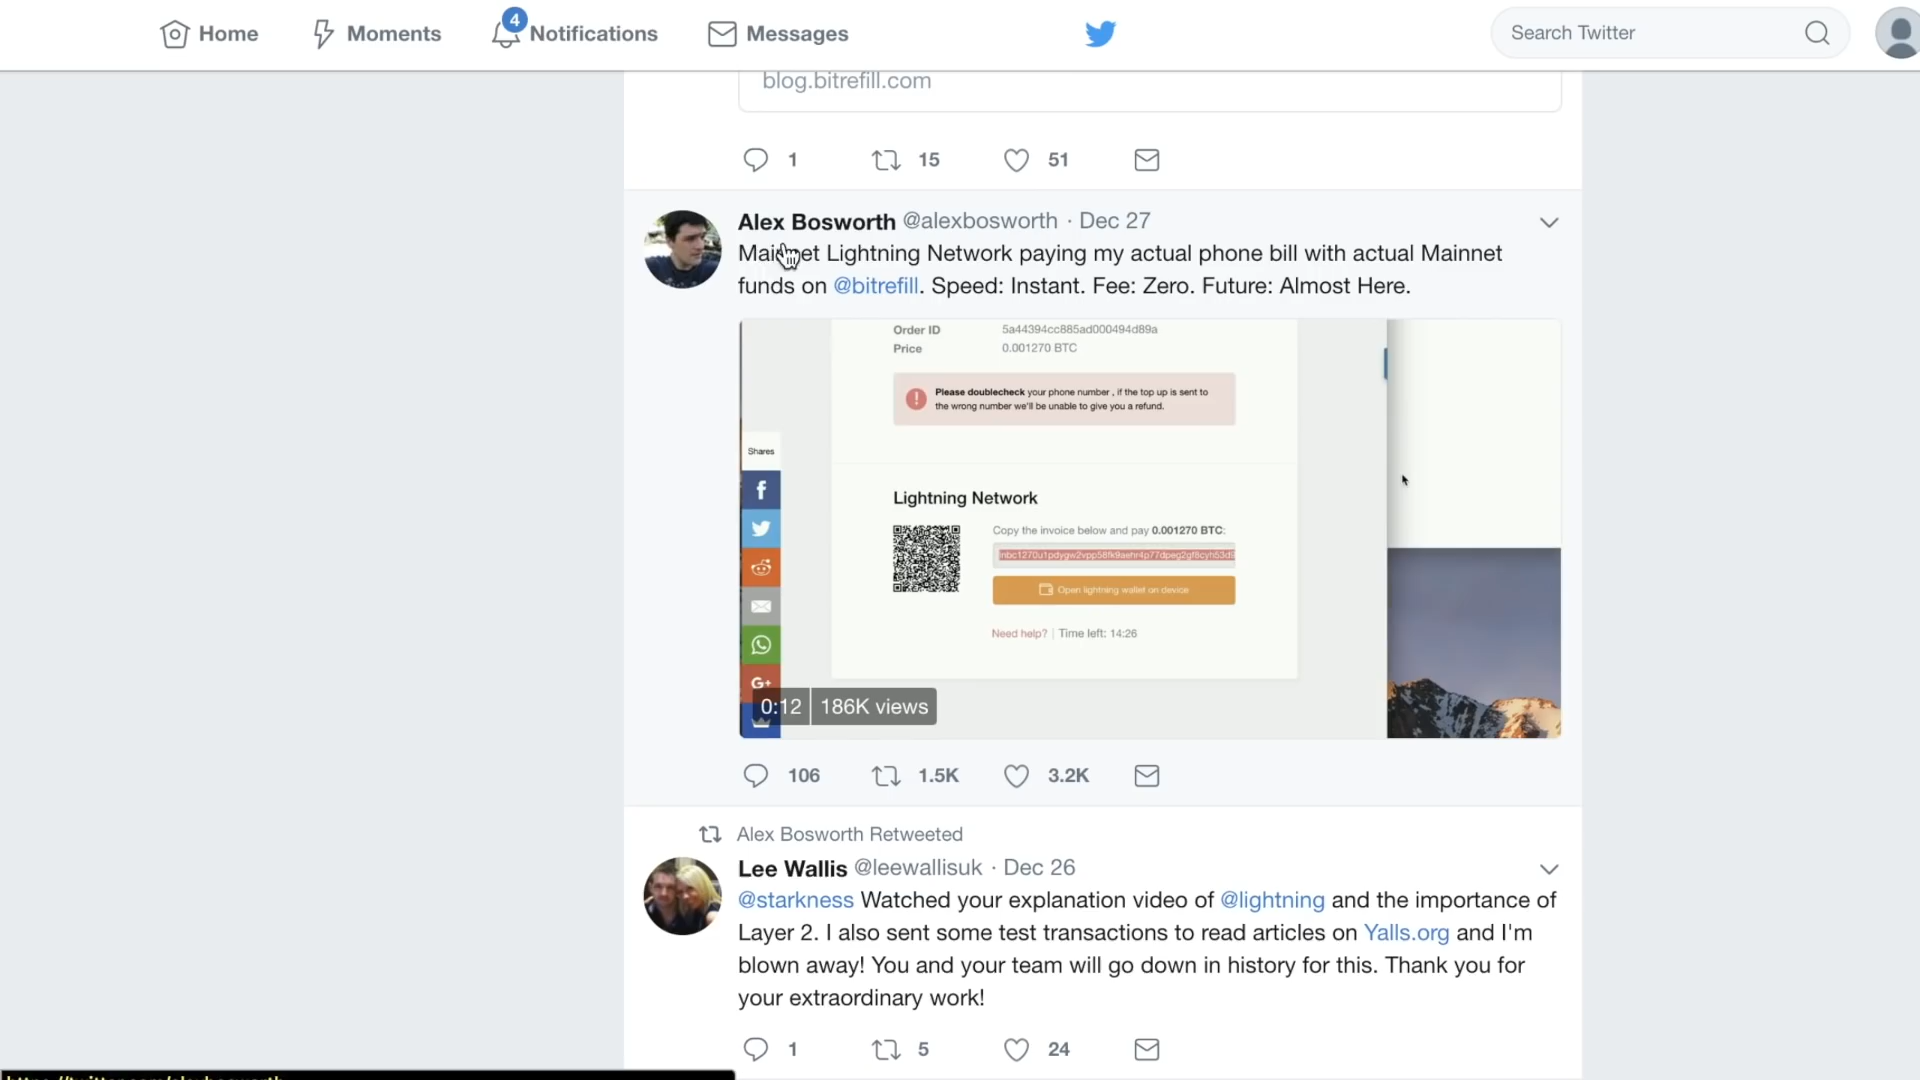 Home
Moments
4
Notifications
Messages
Search Twitter
blog.bitrefill.com
1
15
51
Alex Bosworth @alexbosworth · Dec 27
Mainnet Lightning Network paying my actual phone bill with actual Mainnet
funds on @bitrefill. Speed: Instant. Fee: Zero. Future: Almost Here.
Order ID 5a44394cc885ad000494d89a
Price 0.001270 BTC
Please doublecheck your phone number , if the top up is sent to
the wrong number we'll be unable to give you a refund.
Shares
Lightning Network
Copy the invoice below and pay 0.001270 BTC:
Open lightning wallet on device
Need help? | Time left: 14:26
G+
0:12 186K views
106
1.5K
3.2K
Alex Bosworth Retweeted
Lee Wallis @leewallisuk · Dec 26
@starkness Watched your explanation video of @lightning and the importance of
Layer 2. I also sent some test transactions to read articles on Yalls.org and I'm
blown away! You and your team will go down in history for this. Thank you for
your extraordinary work!
1
5
24